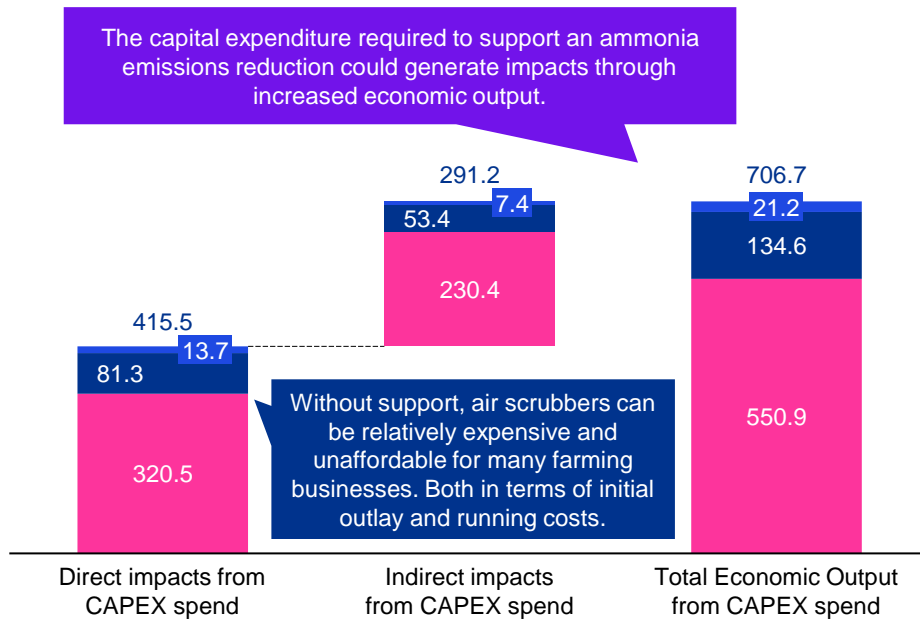 The capital expenditure required to support an ammonia
emissions reduction could generate impacts through
increased economic output.
291.2
706.7
7.4
21.2
53.4
134.6
230.4
415.5
13.7
81.3
Without support, air scrubbers can
be relatively expensive and
unaffordable for many farming
businesses. Both in terms of initial
outlay and running costs.
550.9
320.5
Direct impacts from
CAPEX spend
Indirect impacts
from CAPEX spend
Total Economic Output
from CAPEX spend